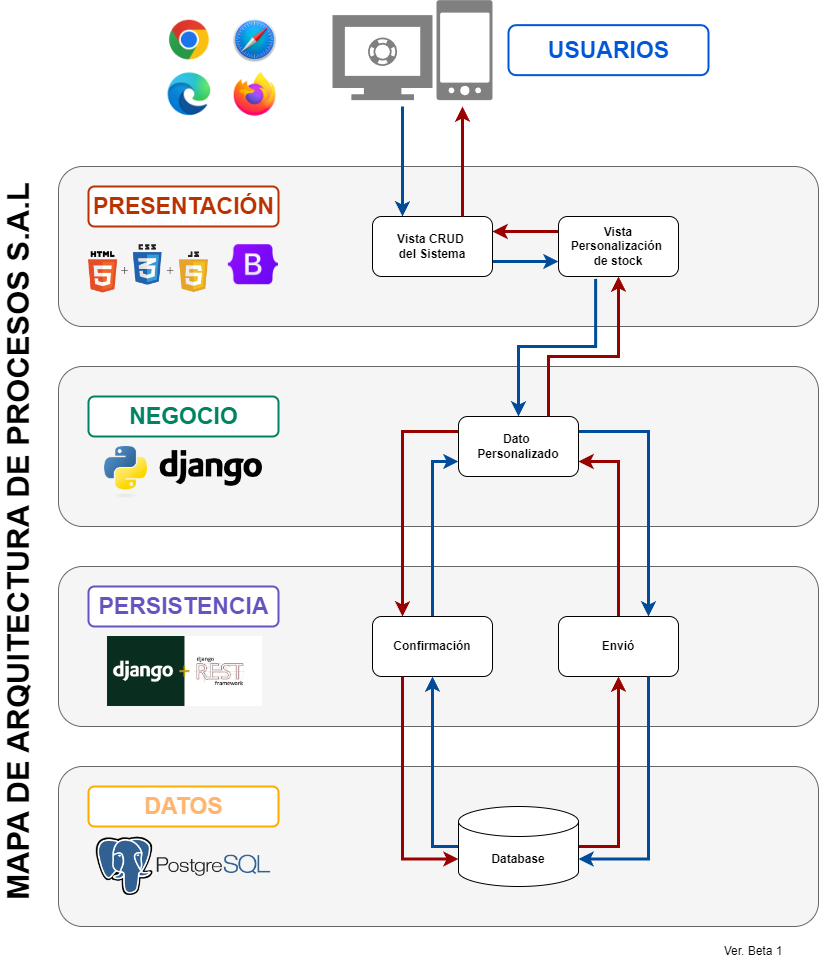 MAPA DE ARQUITECTURA DE PROCESOS S.A.L
USUARIOS
PRESENTACIÓN
HTML
5
+
CSS
3
+
JS
5
B
Vista CRUD
del Sistema
Vista
Personalización
de stock
NEGOCIO
django
Dato
Personalizado
PERSISTENCIA
django
+
django
REST
framework
Confirmación
Envió
DATOS
PostgreSQL
Database
Ver. Beta 1